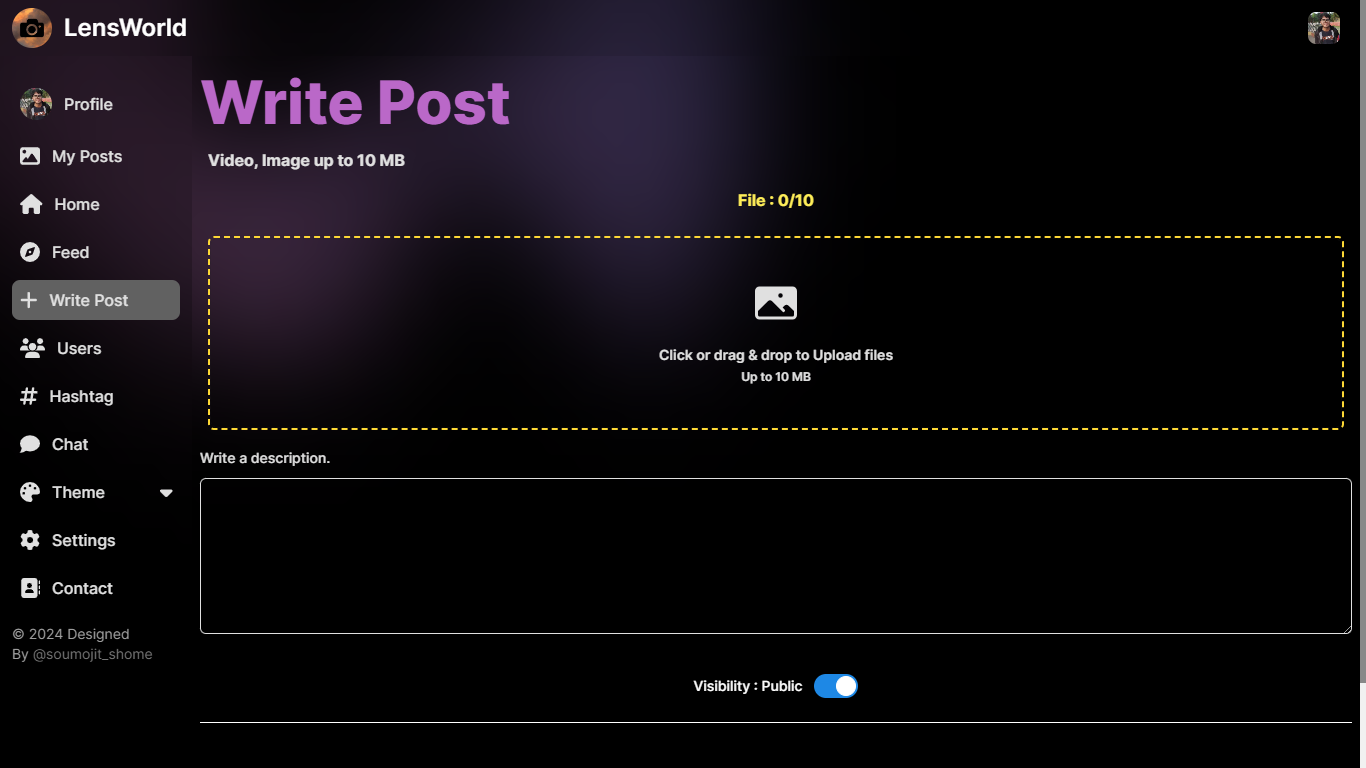 LensWorld
Profile
My Posts
Home
Feed
Write Post
Users
Hashtag
Chat
Theme
Settings
Contact
© 2024 Designed
By @soumojit_shome
Write Post
Video, Image up to 10 MB
File : 0/10
Click or drag & drop to Upload files
Up to 10 MB
Write a description.
Visibility : Public